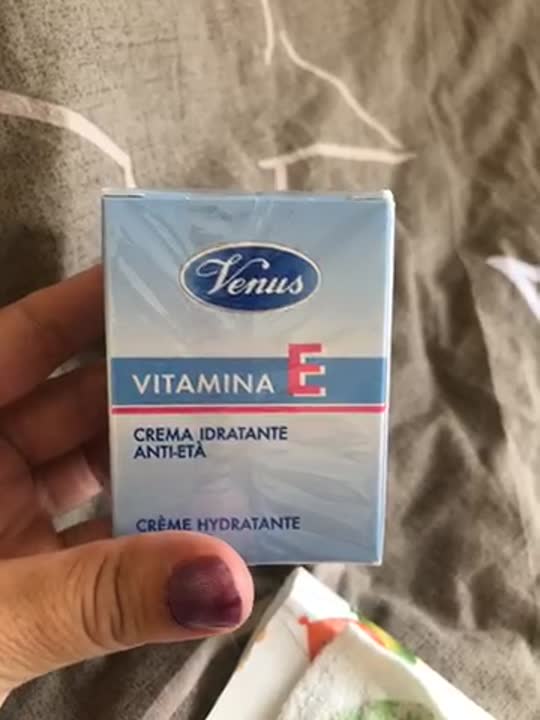 Venus
VITAMINA E
CREMA IDRATANTE
ANTI-ETÀ
CRÈME HYDRATANTE